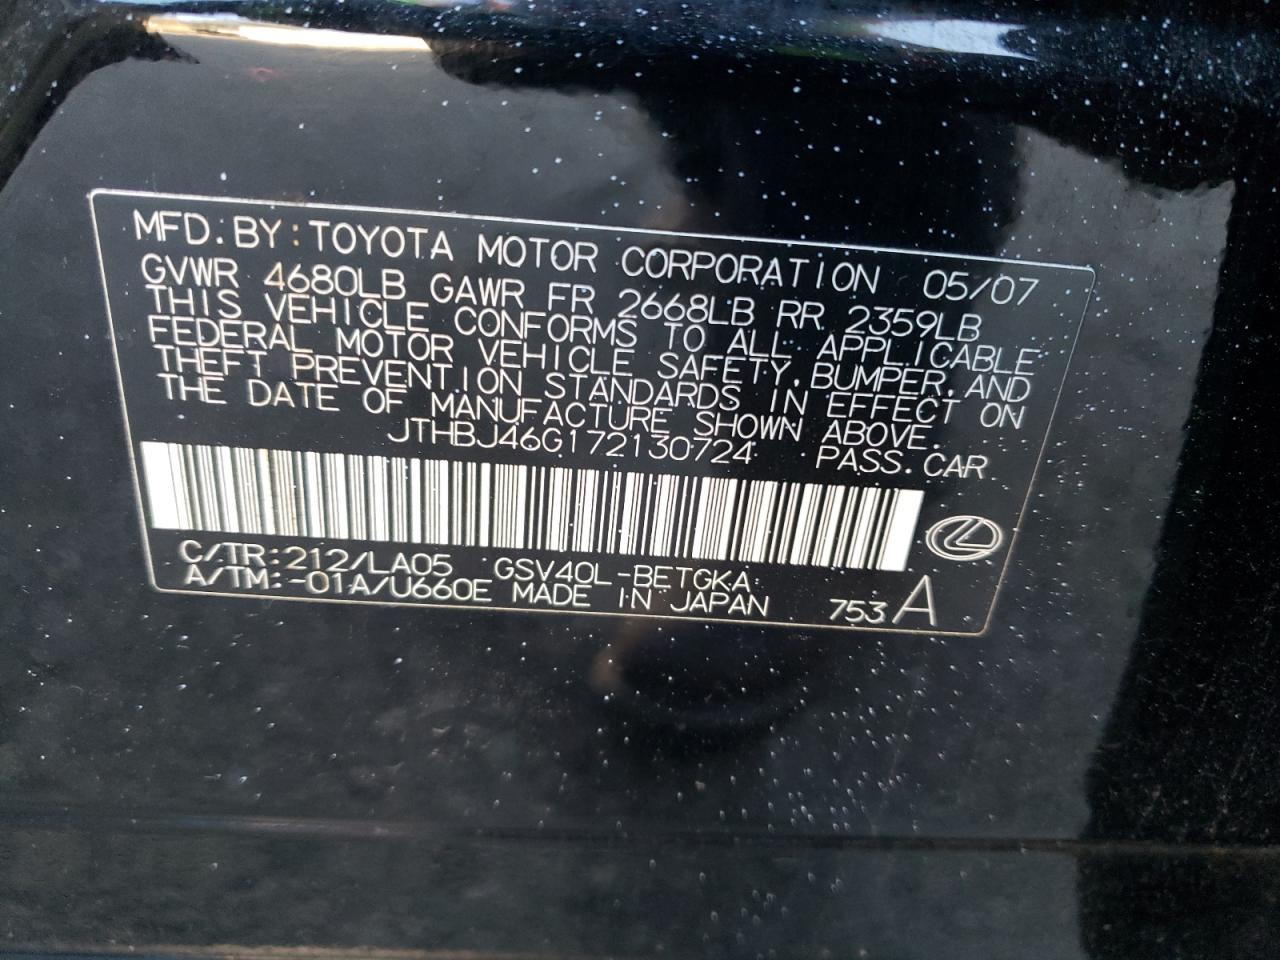 MFD. BY: TOYOTA MOTOR CORPORATION 05/07
GVWR 4680LB GAWR FR 2668LB RR 2359LB
THIS VEHICLE CONFORMS TO ALL APPLICABLE
FEDERAL MOTOR VEHICLE SAFETY, BUMPER, AND
THEFT PREVENTION STANDARDS IN EFFECT ON
THE DATE OF MANUFACTURE SHOWN ABOVE.
JTHBJ46G172130724 PASS. CAR
C/TR: 212/LA05 GSV40L-BETGKA
A/TM: -01A/U660E MADE IN JAPAN 753 A